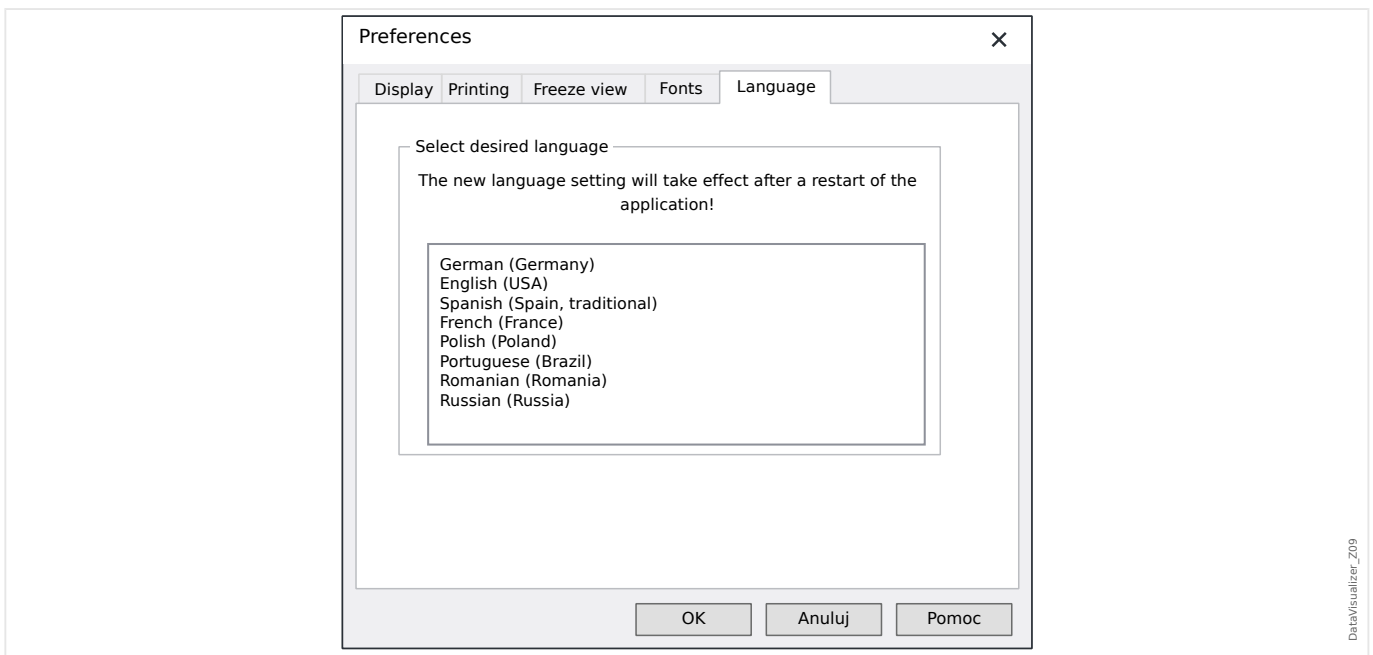 Preferences
Display Printing Freeze view Fonts Language
Select desired language
The new language setting will take effect after a restart of the
application!
German (Germany)
English (USA)
Spanish (Spain, traditional)
French (France)
Polish (Poland)
Portuguese (Brazil)
Romanian (Romania)
Russian (Russia)
OK Anuluj Pomoc
DataVisualizer_Z09